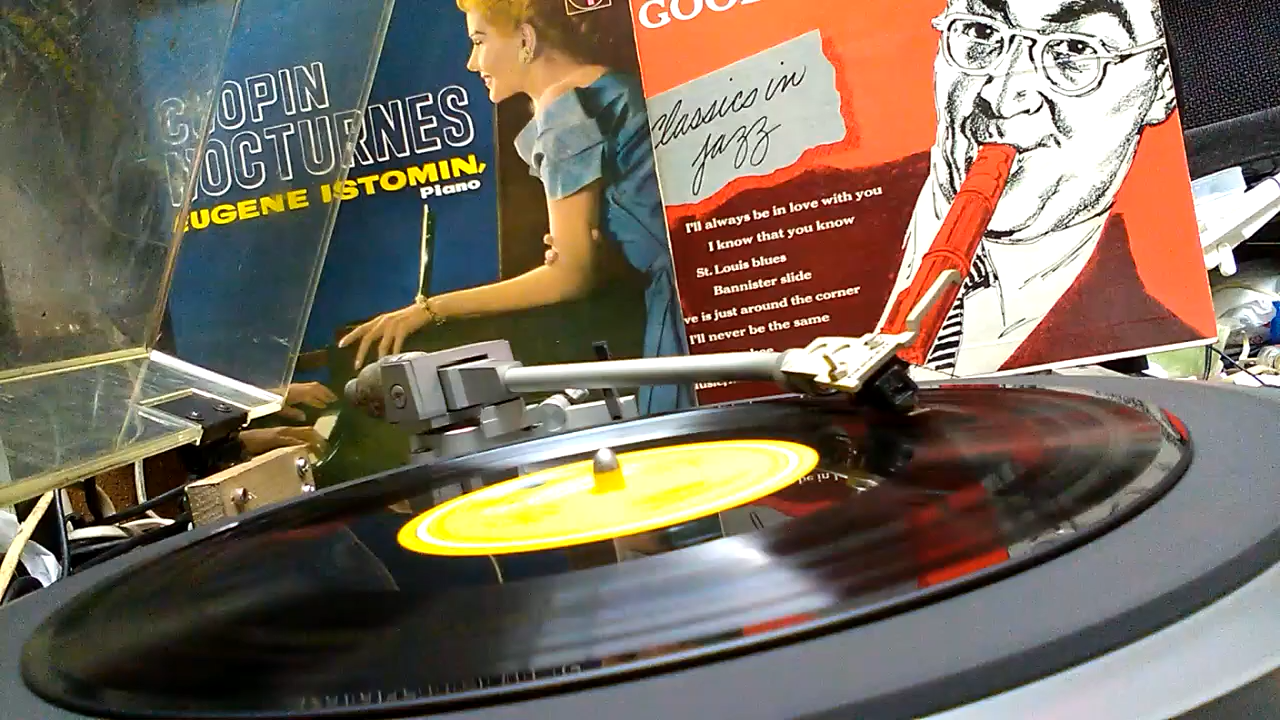 CHOPIN
NOCTURNES
EUGENE ISTOMIN,
Piano
Classics in
jazz
I'll always be in love with you
I know that you know
St. Louis blues
Bannister slide
ve is just around the corner
I'll never be the same